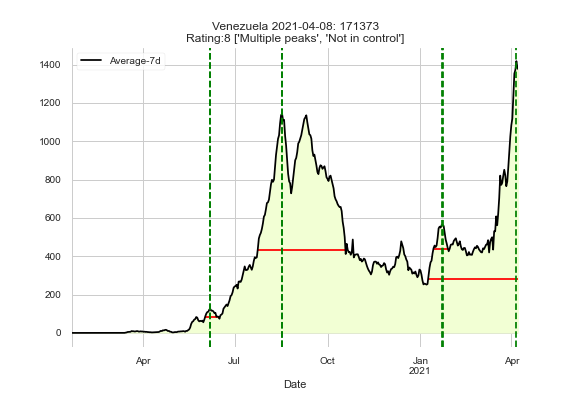 Venezuela 2021-04-08: 171373
Rating:8 ['Multiple peaks', 'Not in control']
Average-7d
1400
1200
1000
800
600
400
200
0
Apr
Jul
Oct
Jan
2021
Apr
Date